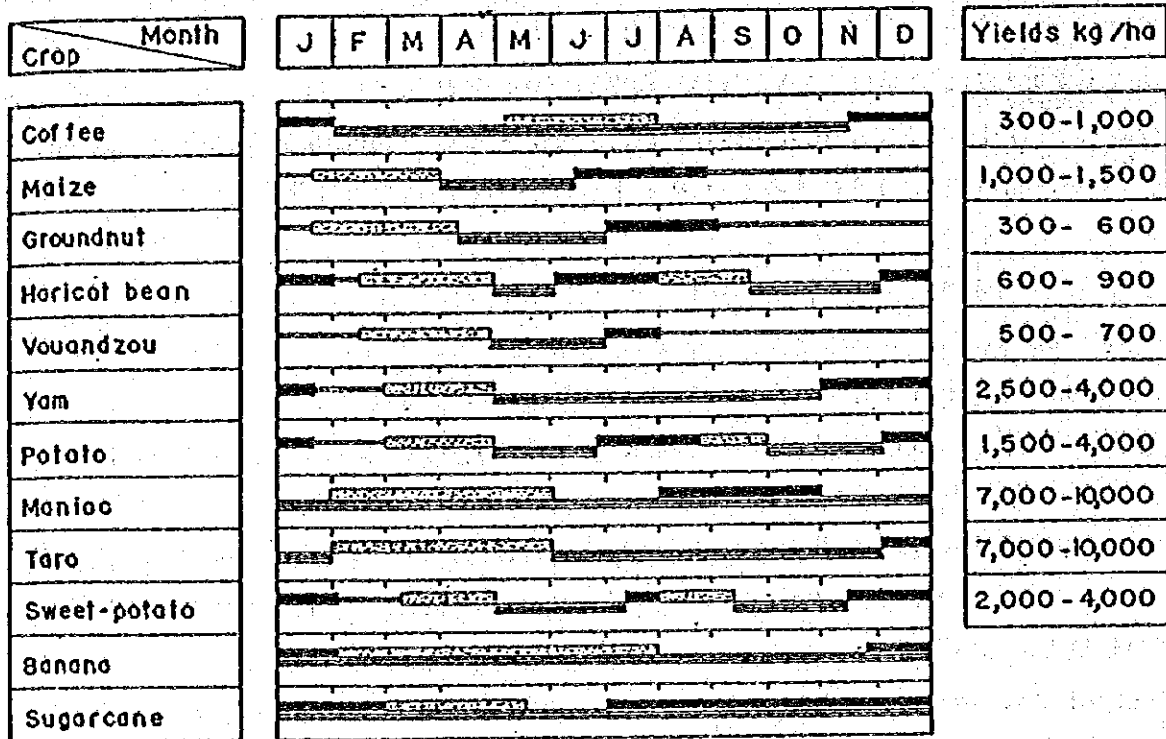 Month
Crop
J F M A M J J A S O N D
Yields kg/ha
Coffee 300-1,000
Maize 1,000-1,500
Groundnut 300- 600
Haricot bean 600- 900
Vouandzou 500- 700
Yam 2,500-4,000
Potato 1,500-4,000
Manioc 7,000-10,000
Taro 7,000-10,000
Sweet-potato 2,000-4,000
Banana
Sugarcane